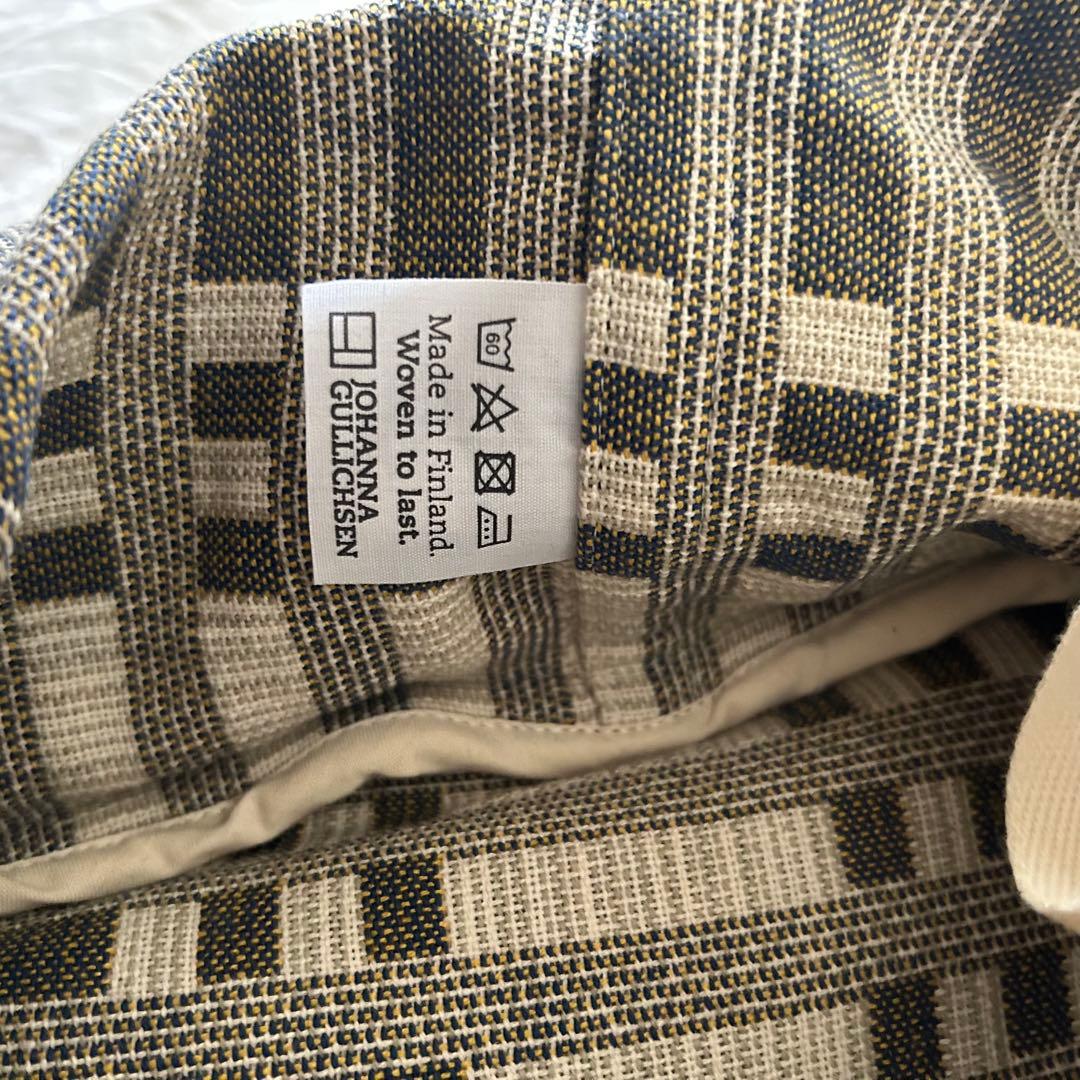 60
Made in Finland.
Woven to last.
JOHANNA
GULLICHSEN